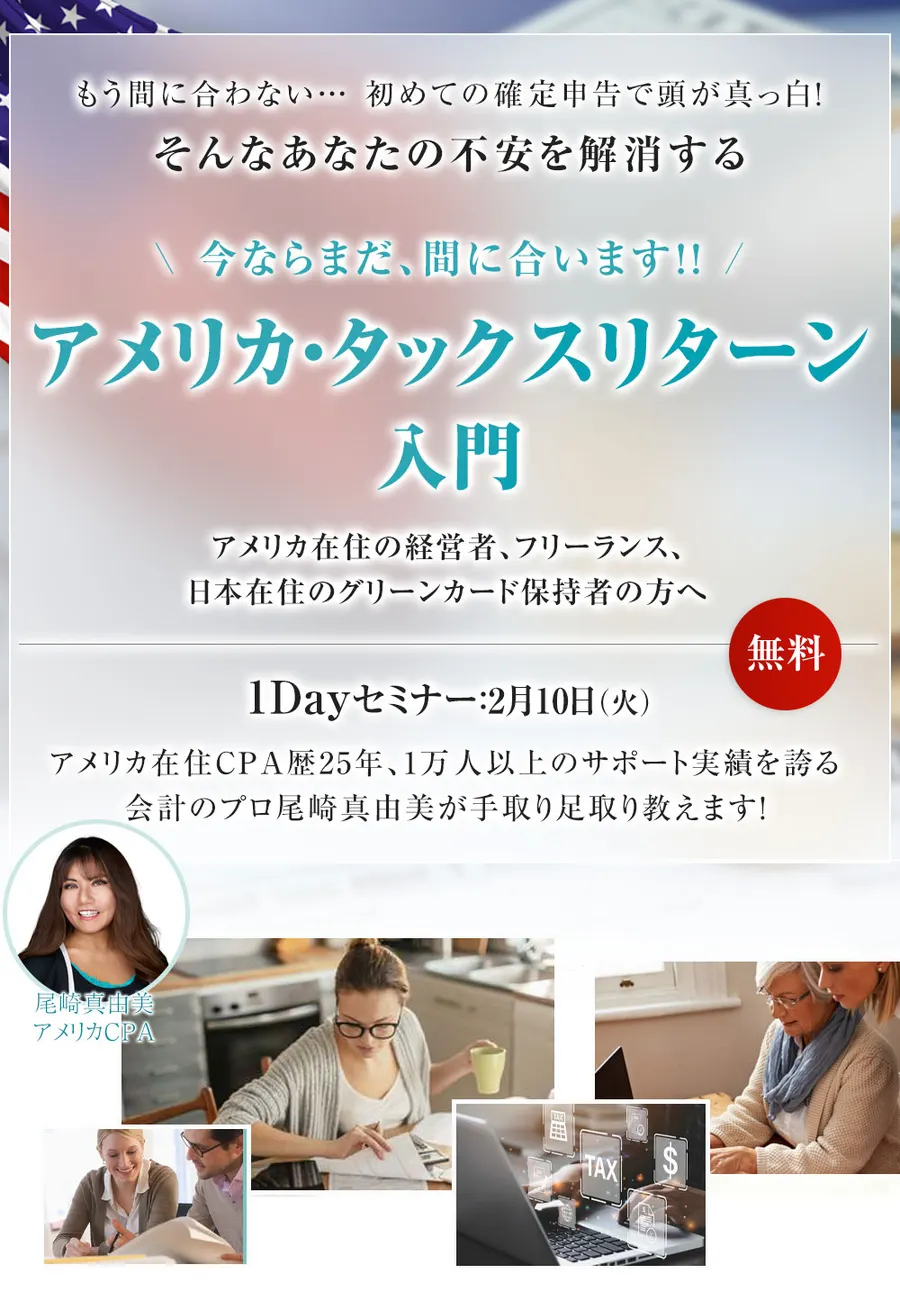 もう間に合わない… 初めての確定申告で頭が真っ白!
そんなあなたの不安を解消する
\ 今ならまだ、間に合います!! /
アメリカ・タックスリターン
入門
アメリカ在住の経営者、フリーランス、
日本在住のグリーンカード保持者の方へ
無料
1Dayセミナー:2月10日(火)
アメリカ在住CPA歴25年、1万人以上のサポート実績を誇る
会計のプロ尾崎真由美が手取り足取り教えます!
尾崎真由美
アメリカCPA
TAX
$